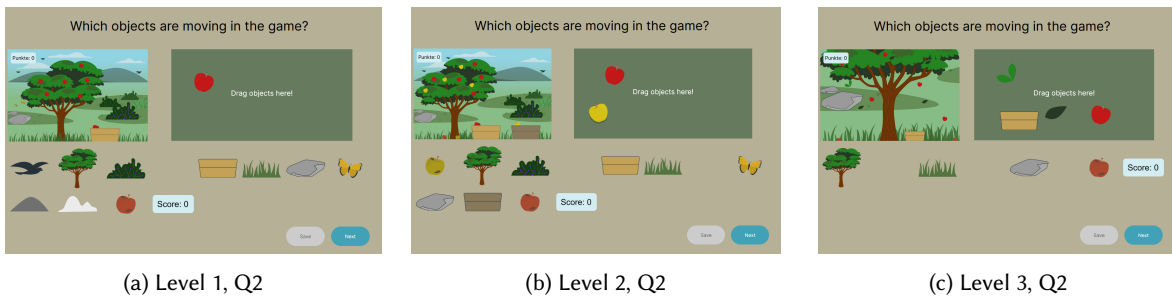 Which objects are moving in the game?
Punkte: 0
Drag objects here!
Score: 0
Save
Next
(a) Level 1, Q2
Which objects are moving in the game?
Punkte: 0
Drag objects here!
Score: 0
Save
Next
(b) Level 2, Q2
Which objects are moving in the game?
Punkte: 0
Drag objects here!
Score: 0
Save
Next
(c) Level 3, Q2